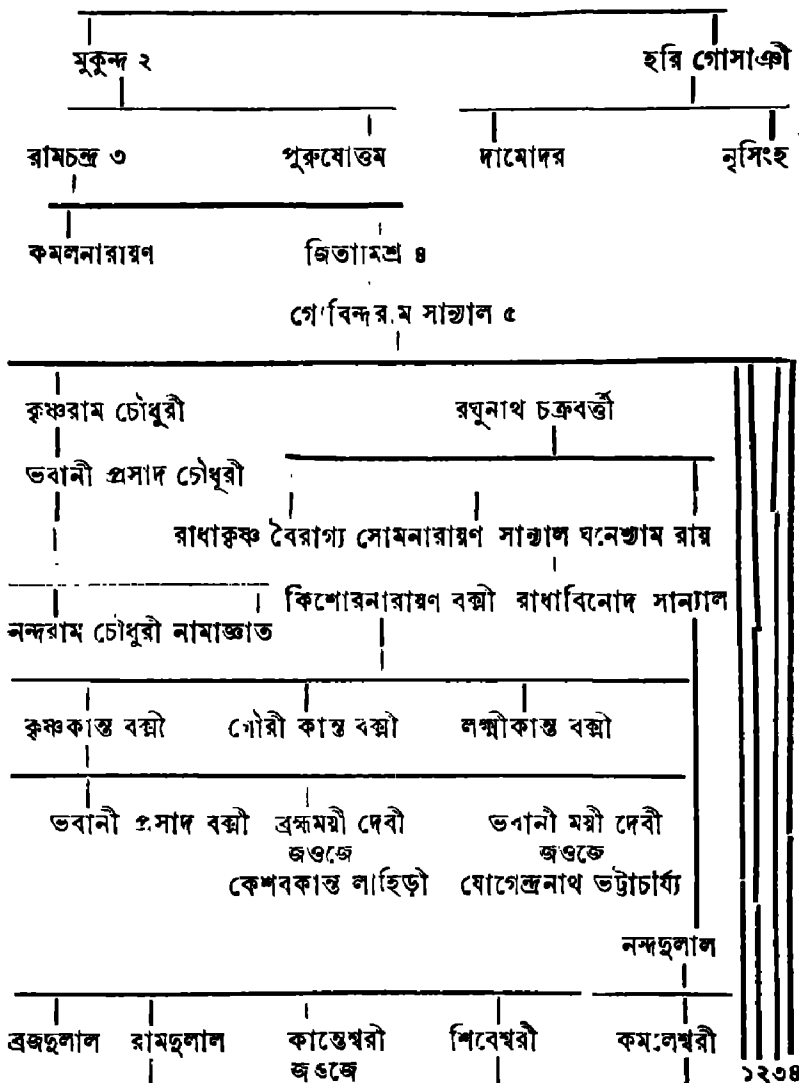 মুকুন্দ ২ হরি গোসাঞী
রামচন্দ্র ৩ পুরুষোত্তম দামোদর নৃসিংহ
কমলনারায়ণ জিতামিশ্র ৪
গোবিন্দরাম সান্যাল ৫
কৃষ্ণরাম চৌধুরী রঘুনাথ চক্রবর্ত্তী
ভবানী প্রসাদ চৌধুরী
রাধাকৃষ্ণ বৈরাগ্য সোমনারায়ণ সান্যাল ঘনেশ্যাম রায়
কিশোরনারায়ণ বক্সী রাধাবিনোদ সান্যাল
নন্দরাম চৌধুরী নামাজ্ঞাত
কৃষ্ণকান্ত বক্সী গৌরী কান্ত বক্সী লক্ষ্মীকান্ত বক্সী
ভবানী প্রসাদ বক্সী ব্রহ্মময়ী দেবী ভবানী ময়ী দেবী
জওজে জওজে
কেশবকান্ত লাহিড়ী যোগেন্দ্রনাথ ভট্টাচার্য্য
নন্দদুলাল
ব্রজদুলাল রামদুলাল কান্তেশ্বরী শিবেশ্বরী কমলেশ্বরী
জওজে ১২৩৪